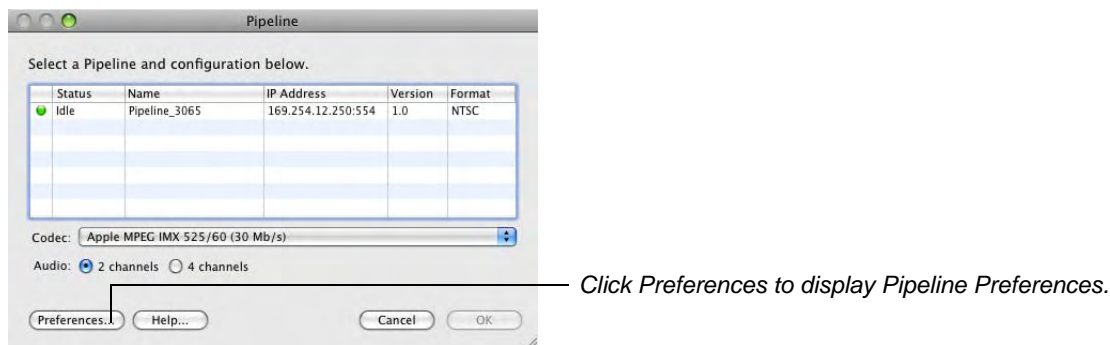 Pipeline
Select a Pipeline and configuration below.
Status Name IP Address Version Format
Idle Pipeline_3065 169.254.12.250:554 1.0 NTSC
Codec: Apple MPEG IMX 525/60 (30 Mb/s)
Audio: 2 channels 4 channels
Click Preferences to display Pipeline Preferences.
Preferences... Help... Cancel OK